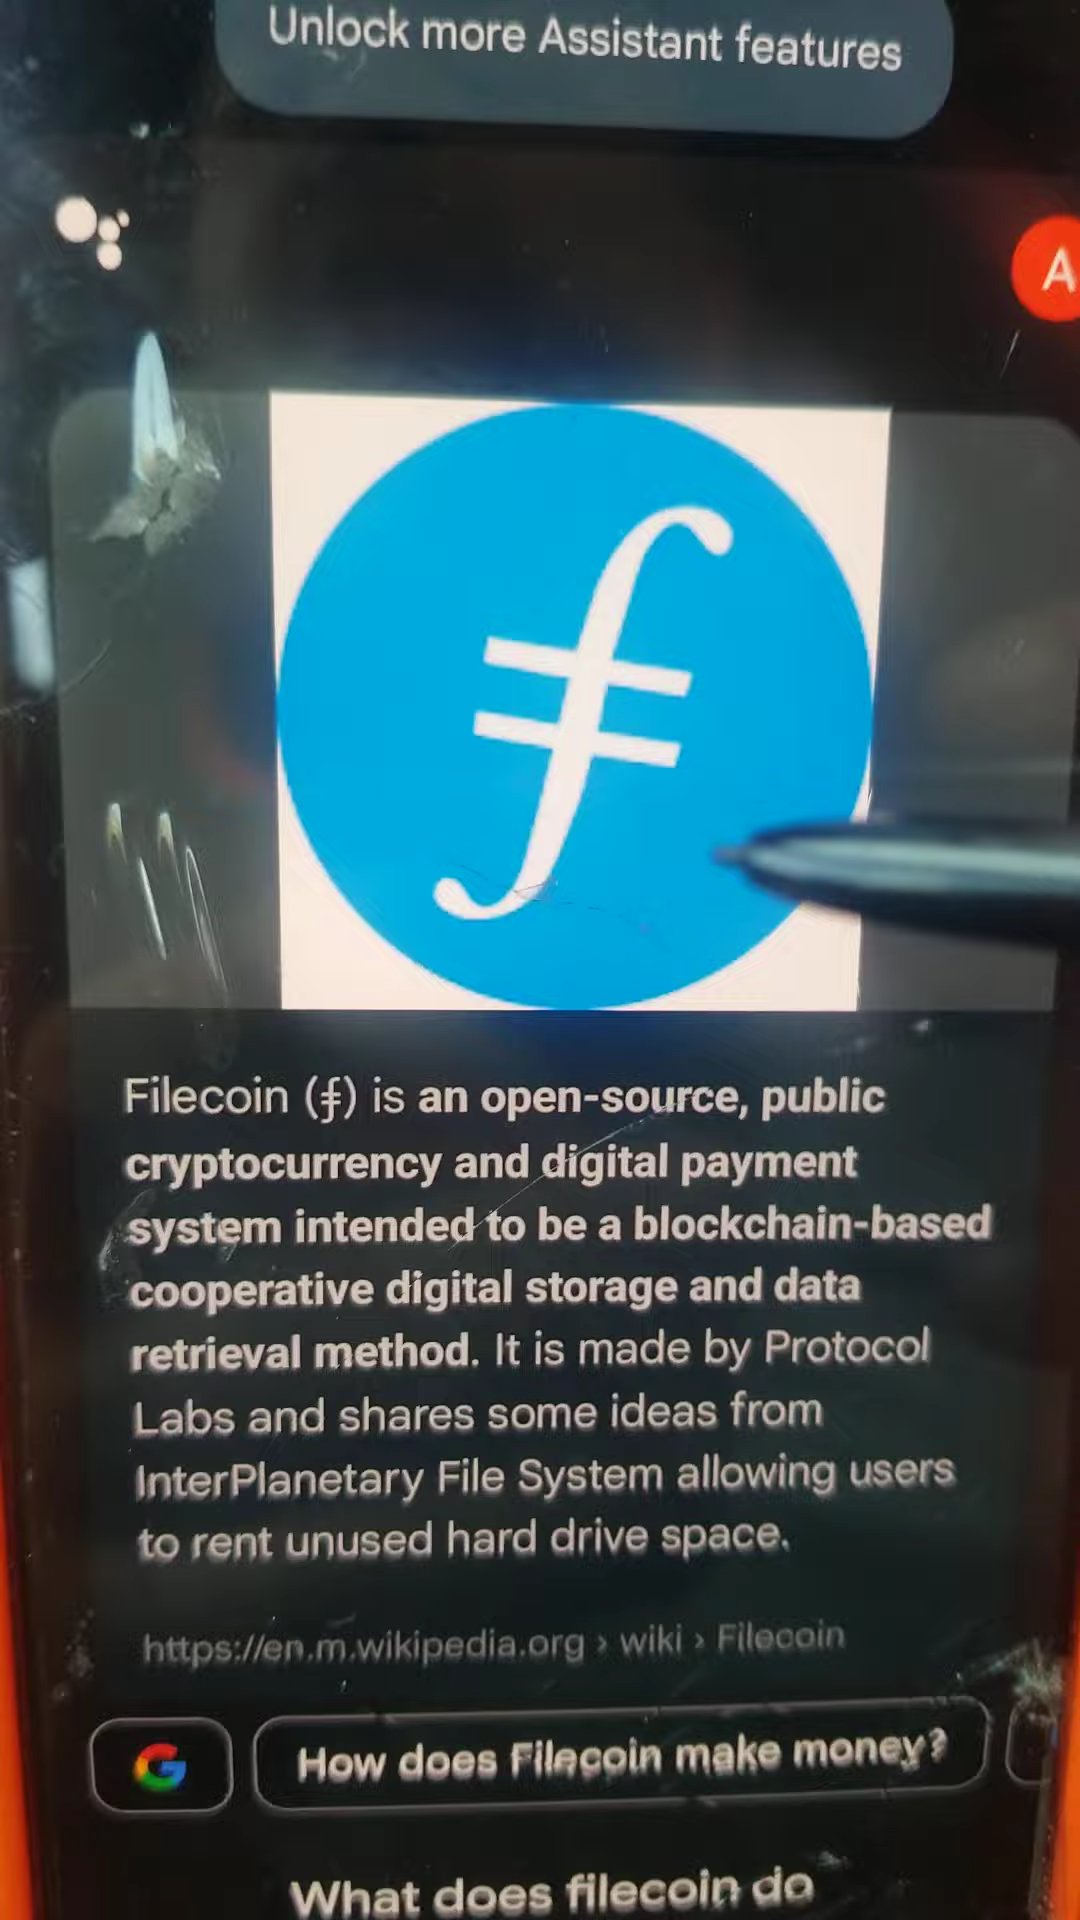 Unlock more Assistant features
A
Filecoin (⨎) is an open-source, public
cryptocurrency and digital payment
system intended to be a blockchain-based
cooperative digital storage and data
retrieval method. It is made by Protocol
Labs and shares some ideas from
InterPlanetary File System allowing users
to rent unused hard drive space.
https://en.m.wikipedia.org › wiki › Filecoin
G How does Filecoin make money?
What does filecoin do